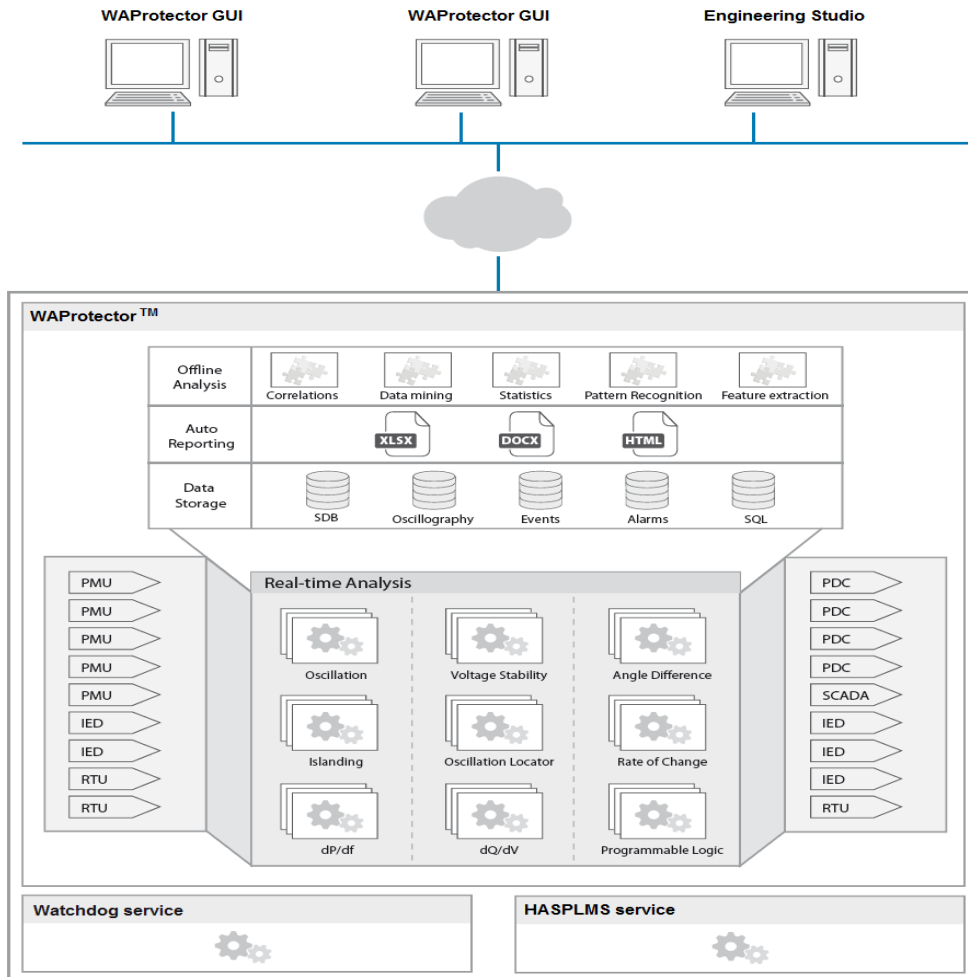 WAProtector GUI
WAProtector GUI
Engineering Studio
WAProtector TM
Offline
Analysis
Correlations
Data mining
Statistics
Pattern Recognition
Feature extraction
Auto
Reporting
XLSX
DOCX
HTML
Data
Storage
SDB
Oscillography
Events
Alarms
SQL
PMU
PMU
PMU
PMU
PMU
IED
IED
RTU
RTU
Real-time Analysis
Oscillation
Voltage Stability
Angle Difference
Islanding
Oscillation Locator
Rate of Change
dP/df
dQ/dV
Programmable Logic
PDC
PDC
PDC
PDC
SCADA
IED
IED
IED
RTU
Watchdog service
HASPLMS service